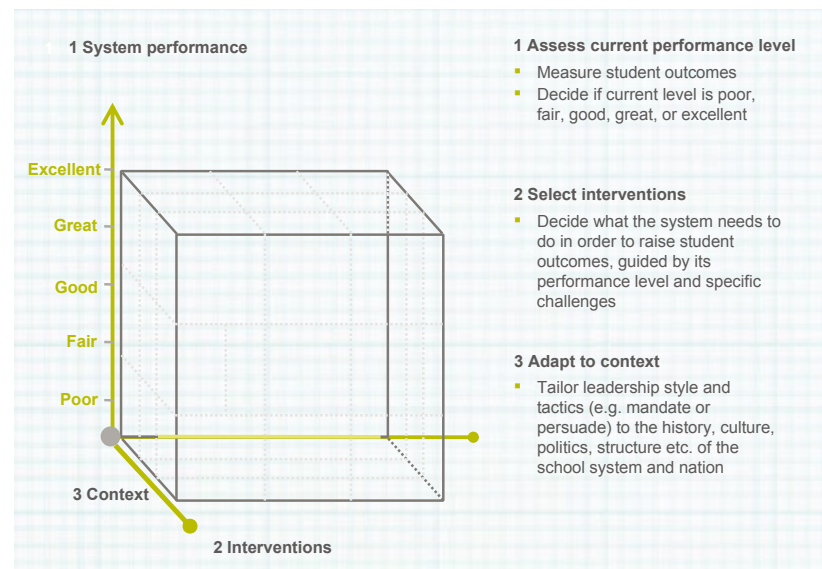 1 System performance
Excellent
Great
Good
Fair
Poor
3 Context
2 Interventions
1 Assess current performance level
▪ Measure student outcomes
▪ Decide if current level is poor,
fair, good, great, or excellent
2 Select interventions
▪ Decide what the system needs to
do in order to raise student
outcomes, guided by its
performance level and specific
challenges
3 Adapt to context
▪ Tailor leadership style and
tactics (e.g. mandate or
persuade) to the history, culture,
politics, structure etc. of the
school system and nation